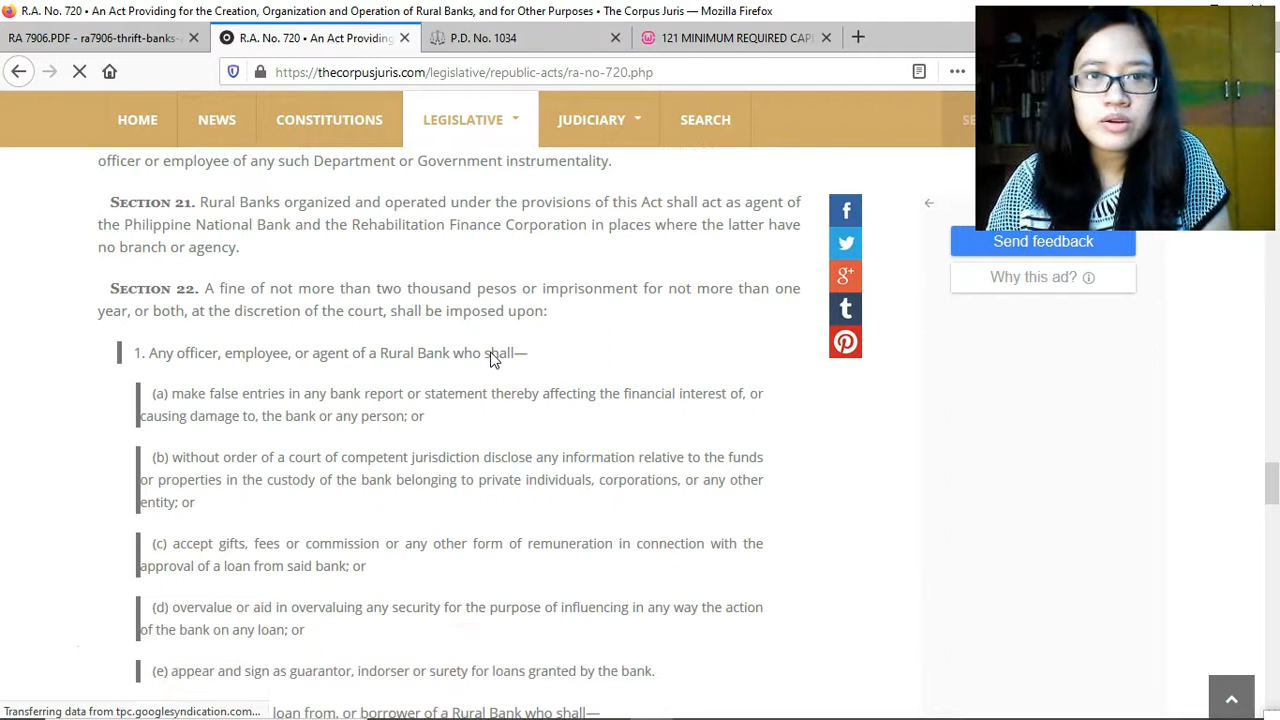 R.A. No. 720 • An Act Providing for the Creation, Organization and Operation of Rural Banks, and for Other Purposes • The Corpus Juris - Mozilla Firefox
RA 7906.PDF - ra7906-thrift-banks-
R.A. No. 720 • An Act Providing
P.D. No. 1034
121 MINIMUM REQUIRED CAP
https://thecorpusjuris.com/legislative/republic-acts/ra-no-720.php
HOME
NEWS
CONSTITUTIONS
LEGISLATIVE
JUDICIARY
SEARCH
officer or employee of any such Department or Government instrumentality.
SECTION 21. Rural Banks organized and operated under the provisions of this Act shall act as agent of
the Philippine National Bank and the Rehabilitation Finance Corporation in places where the latter have
no branch or agency.
SECTION 22. A fine of not more than two thousand pesos or imprisonment for not more than one
year, or both, at the discretion of the court, shall be imposed upon:
1. Any officer, employee, or agent of a Rural Bank who shall—
(a) make false entries in any bank report or statement thereby affecting the financial interest of, or
causing damage to, the bank or any person; or
(b) without order of a court of competent jurisdiction disclose any information relative to the funds
or properties in the custody of the bank belonging to private individuals, corporations, or any other
entity; or
(c) accept gifts, fees or commission or any other form of remuneration in connection with the
approval of a loan from said bank; or
(d) overvalue or aid in overvaluing any security for the purpose of influencing in any way the action
of the bank on any loan; or
(e) appear and sign as guarantor, indorser or surety for loans granted by the bank.
loan from, or borrower of a Rural Bank who shall—
Send feedback
Why this ad?
Transferring data from tpc.googlesyndication.com...